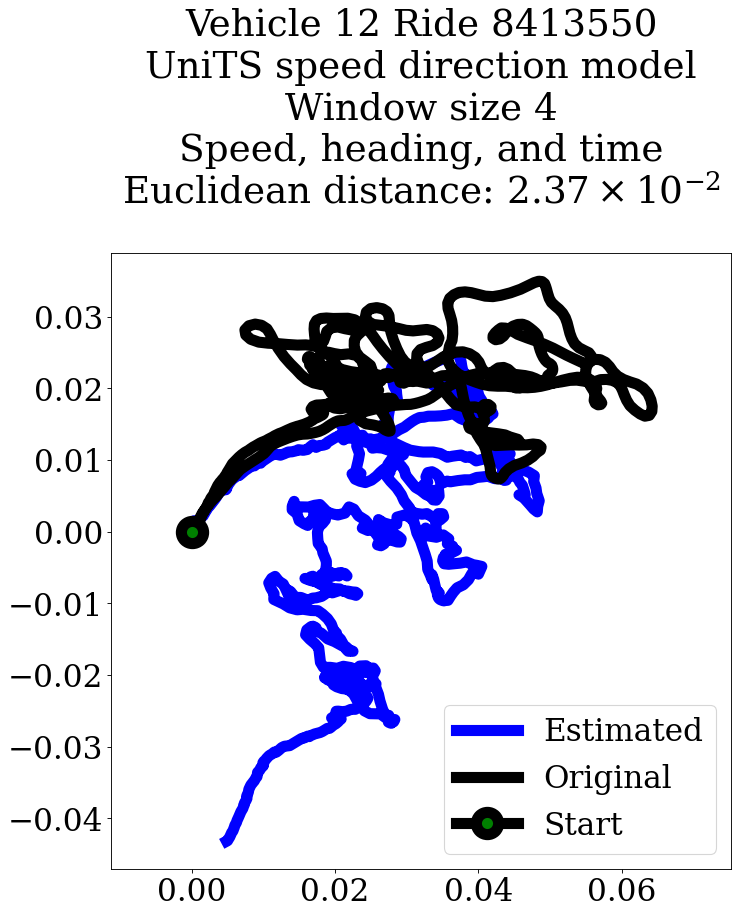 Vehicle 12 Ride 8413550
UniTS speed direction model
Window size 4
Speed, heading, and time
Euclidean distance: 2.37 × 10⁻²
0.03
0.02
0.01
0.00
−0.01
−0.02
−0.03
−0.04
Estimated
Original
Start
0.00 0.02 0.04 0.06